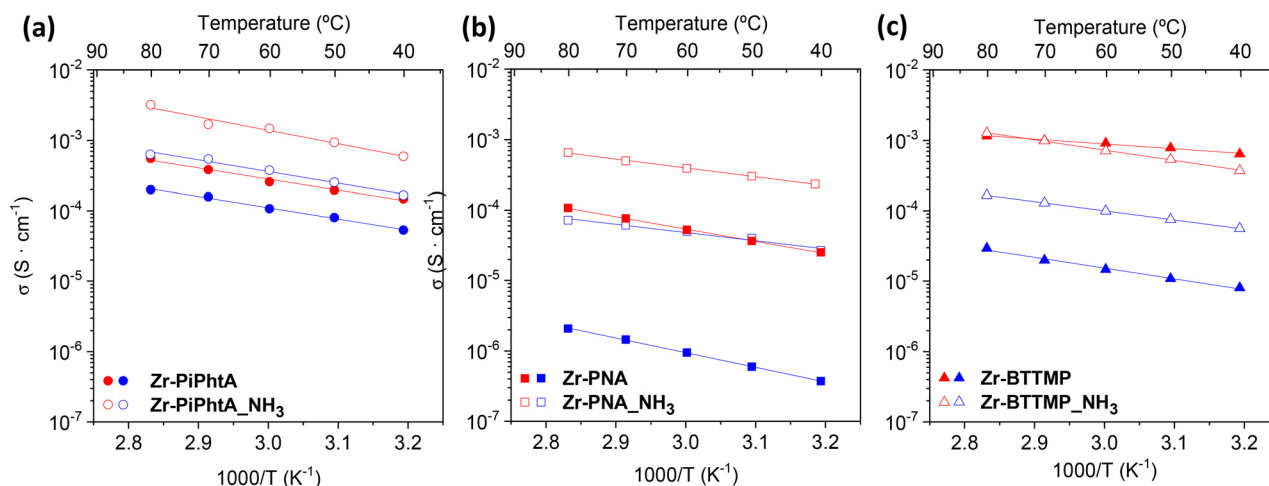 (a)
Temperature (ºC)
90 80 70 60 50 40
10-2
10-3
10-4
10-5
10-6
10-7
σ (S · cm-1)
Zr-PiPhtA
Zr-PiPhtA_NH3
2.8 2.9 3.0 3.1 3.2
1000/T (K-1)
(b)
Temperature (ºC)
90 80 70 60 50 40
10-2
10-3
10-4
10-5
10-6
10-7
σ (S · cm-1)
Zr-PNA
Zr-PNA_NH3
2.8 2.9 3.0 3.1 3.2
1000/T (K-1)
(c)
Temperature (ºC)
90 80 70 60 50 40
10-2
10-3
10-4
10-5
10-6
10-7
Zr-BTTMP
Zr-BTTMP_NH3
2.8 2.9 3.0 3.1 3.2
1000/T (K-1)